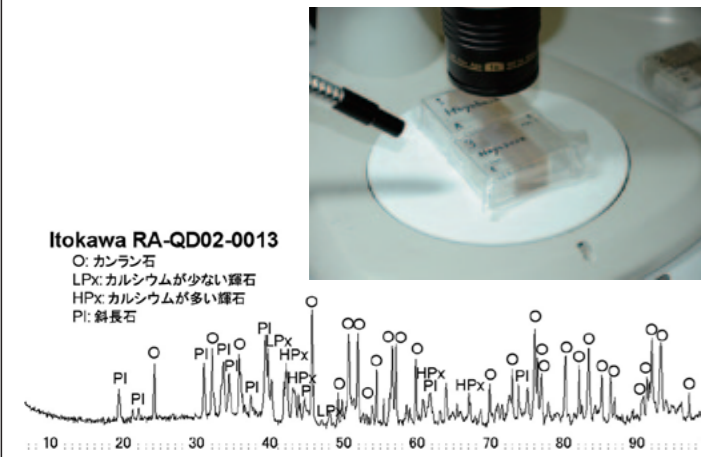 Itokawa RA-QD02-0013
O: カンラン石
LPx: カルシウムが少ない輝石
HPx: カルシウムが多い輝石
Pl: 斜長石
Pl Pl Pl O Pl O Pl Pl O Pl Pl LPx HPx HPx Pl O LPx O O O O O O O O HPx Pl HPx O O Pl O O O O O O O O O O O O
10 20 30 40 50 60 70 80 90